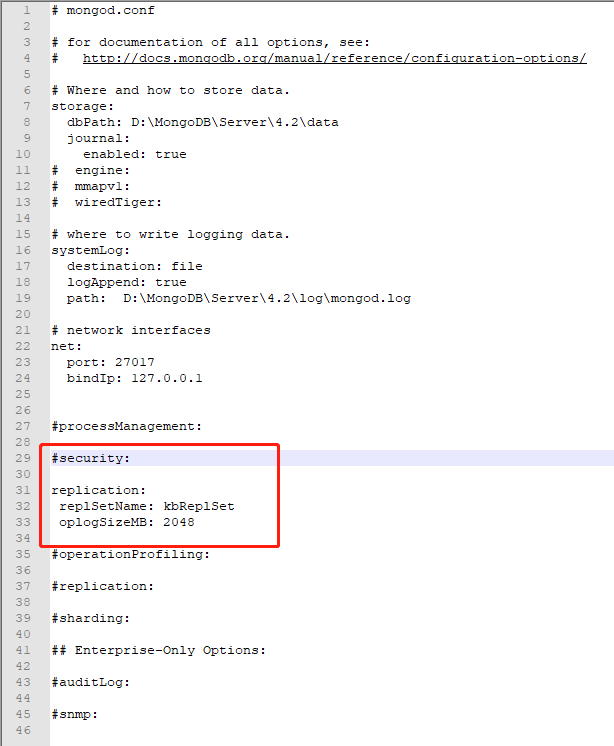 1 # mongod.conf
2
3 # for documentation of all options, see:
4 #   http://docs.mongodb.org/manual/reference/configuration-options/
5
6 # Where and how to store data.
7 storage:
8   dbPath: D:\MongoDB\Server\4.2\data
9   journal:
10     enabled: true
11 #  engine:
12 #  mmapv1:
13 #  wiredTiger:
14
15 # where to write logging data.
16 systemLog:
17   destination: file
18   logAppend: true
19   path:  D:\MongoDB\Server\4.2\log\mongod.log
20
21 # network interfaces
22 net:
23   port: 27017
24   bindIp: 127.0.0.1
25
26
27 #processManagement:
28
29 #security:
30
31 replication:
32  replSetName: kbReplSet
33  oplogSizeMB: 2048
34
35 #operationProfiling:
36
37 #replication:
38
39 #sharding:
40
41 ## Enterprise-Only Options:
42
43 #auditLog:
44
45 #snmp:
46